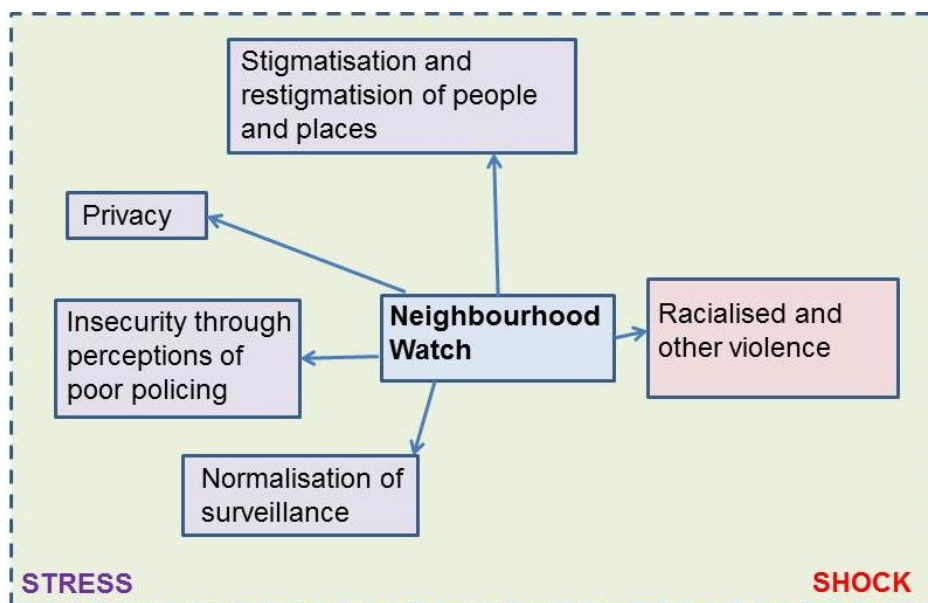 Stigmatisation and
restigmatision of people
and places
Privacy
Neighbourhood
Watch
Racialised and
other violence
Insecurity through
perceptions of
poor policing
Normalisation of
surveillance
STRESS
SHOCK